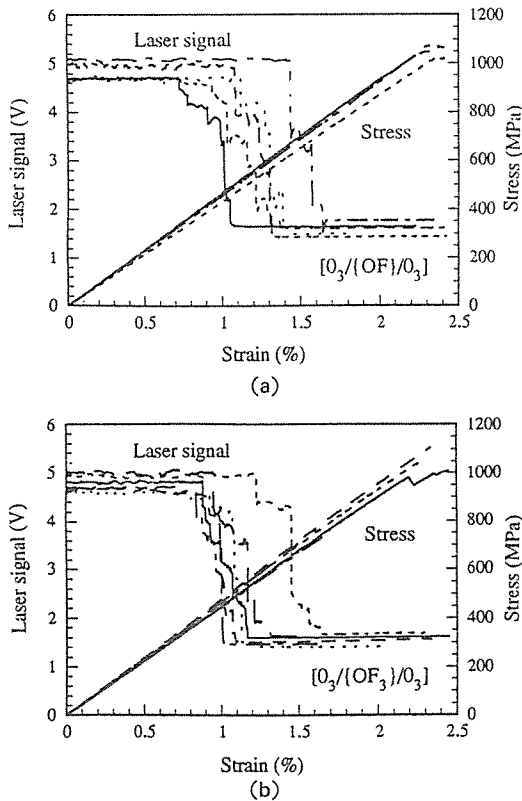 6
5
4
3
2
1
0
Laser signal (V)
1200
1000
800
600
400
200
0
Stress (MPa)
Laser signal
Stress
[0₃/{OF}/0₃]
0 0.5 1 1.5 2 2.5
Strain (%)
(a)
6
5
4
3
2
1
0
Laser signal (V)
1200
1000
800
600
400
200
0
Stress (MPa)
Laser signal
Stress
[0₃/{OF₃}/0₃]
0 0.5 1 1.5 2 2.5
Strain (%)
(b)